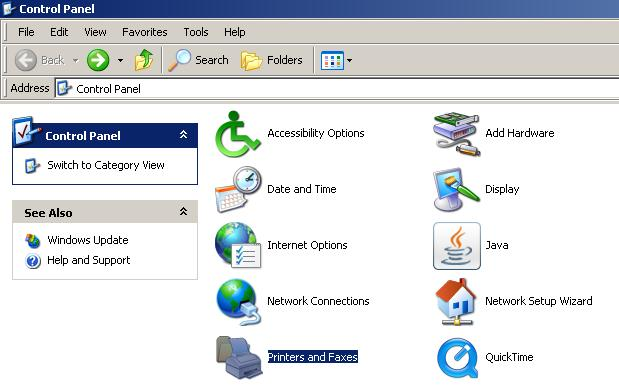 Control Panel
File Edit View Favorites Tools Help
Back Search Folders
Address Control Panel
Control Panel
Switch to Category View
See Also
Windows Update
Help and Support
Accessibility Options
Add Hardware
Date and Time
Display
Internet Options
Java
Network Connections
Network Setup Wizard
Printers and Faxes
QuickTime